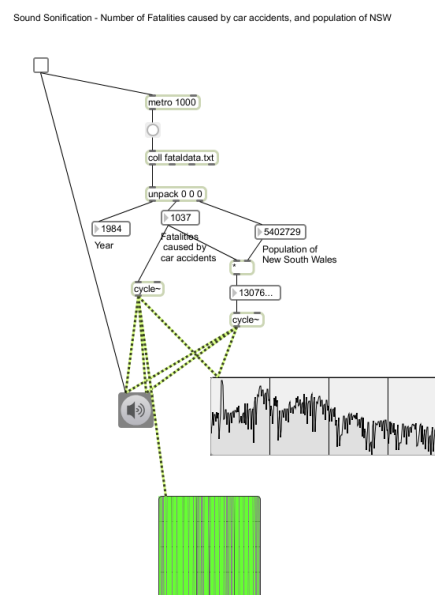 Sound Sonification - Number of Fatalities caused by car accidents, and population of NSW
metro 1000
coll fataldata.txt
unpack 0 0 0
1984
1037
5402729
Year
Fatalities
caused by
car accidents
Population of
New South Wales
*
13076...
cycle~
cycle~